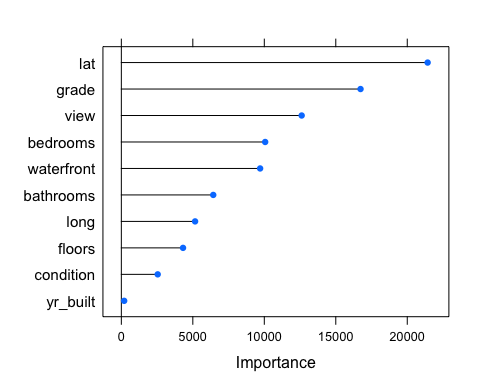 lat
grade
view
bedrooms
waterfront
bathrooms
long
floors
condition
yr_built
0 5000 10000 15000 20000
Importance